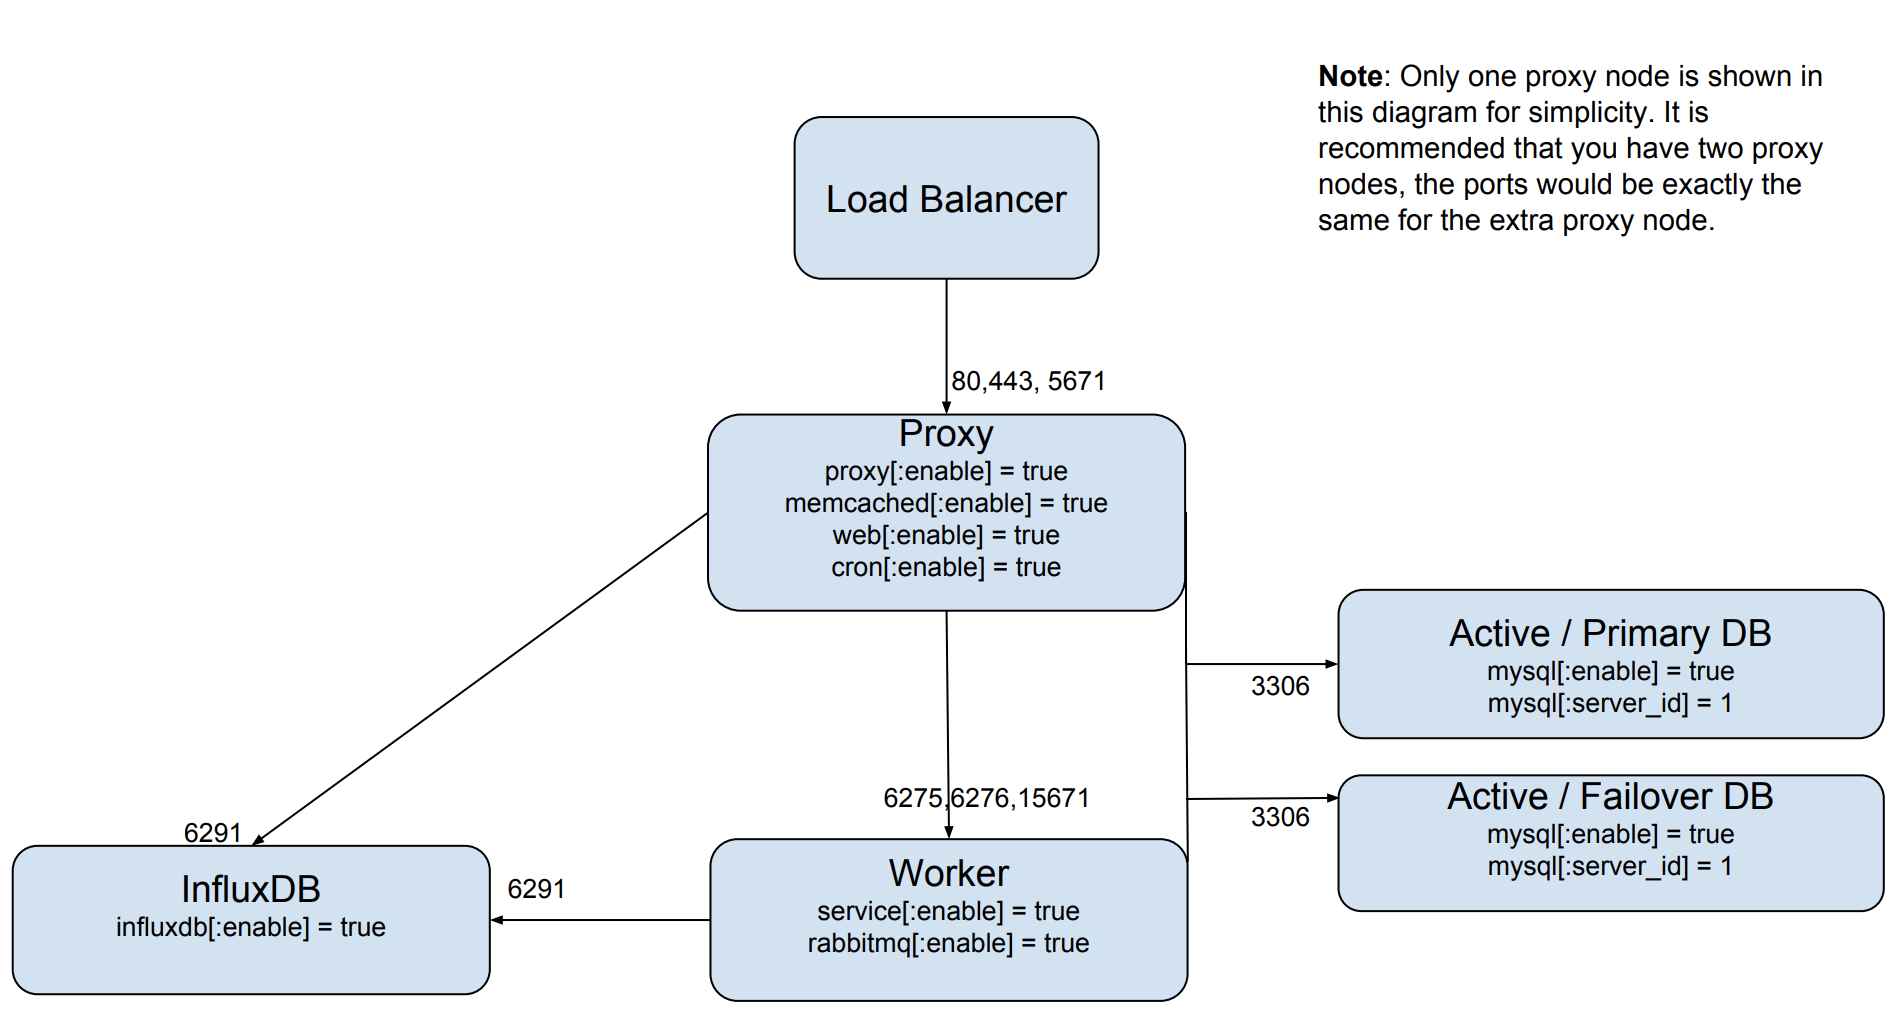 Note: Only one proxy node is shown in
this diagram for simplicity. It is
recommended that you have two proxy
nodes, the ports would be exactly the
same for the extra proxy node.
Load Balancer
80,443, 5671
Proxy
proxy[:enable] = true
memcached[:enable] = true
web[:enable] = true
cron[:enable] = true
Active / Primary DB
mysql[:enable] = true
mysql[:server_id] = 1
3306
Active / Failover DB
mysql[:enable] = true
mysql[:server_id] = 1
3306
6275,6276,15671
6291
InfluxDB
influxdb[:enable] = true
6291
Worker
service[:enable] = true
rabbitmq[:enable] = true